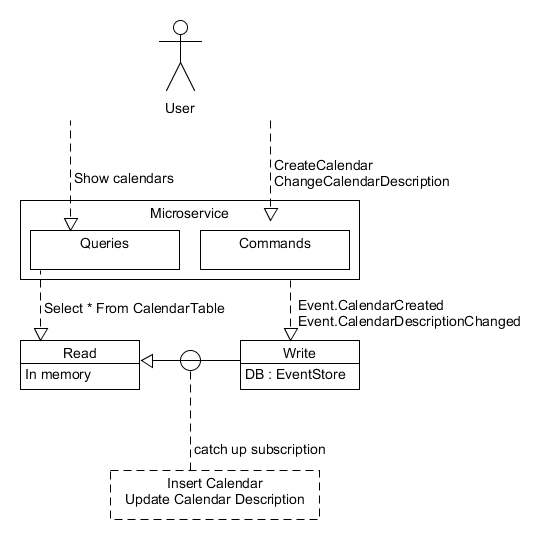 User
Show calendars
CreateCalendar
ChangeCalendarDescription
Microservice
Queries
Commands
Select * From CalendarTable
Event.CalendarCreated
Event.CalendarDescriptionChanged
Read
In memory
Write
DB : EventStore
catch up subscription
Insert Calendar
Update Calendar Description